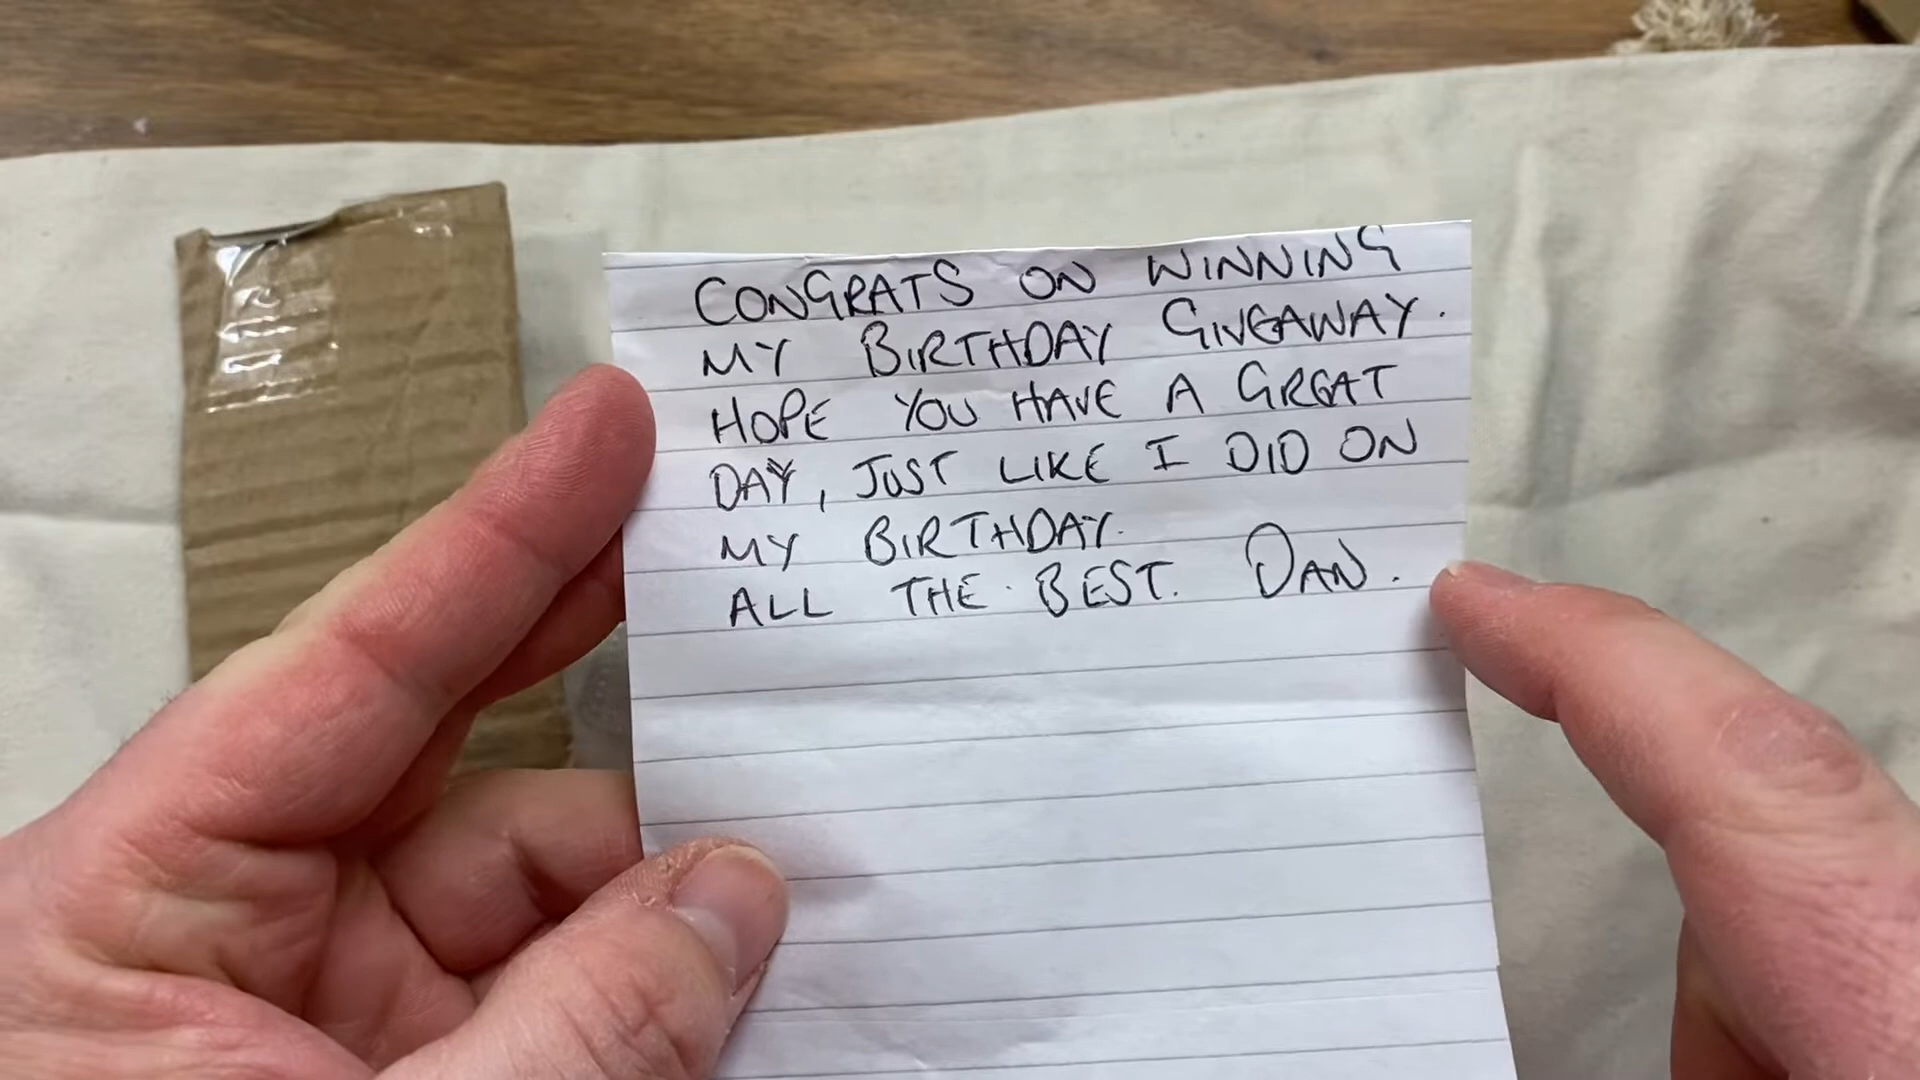 CONGRATS ON WINNING
MY BIRTHDAY GIVEAWAY.
HOPE YOU HAVE A GREAT
DAY, JUST LIKE I DID ON
MY BIRTHDAY.
ALL THE BEST. DAN.